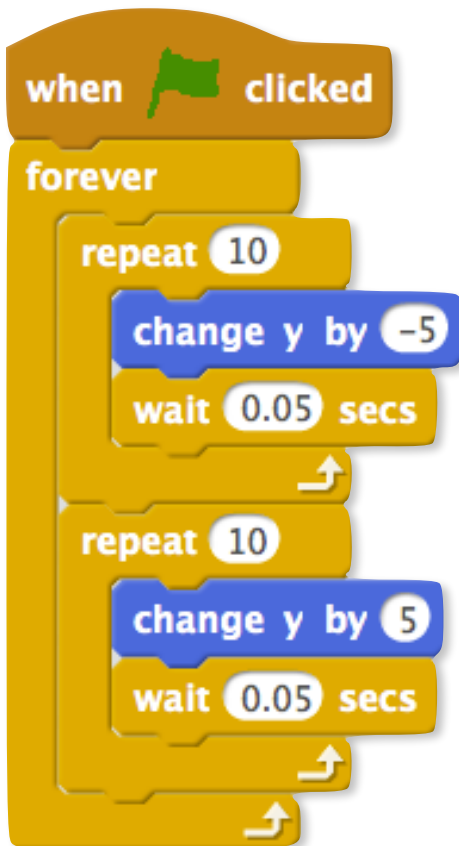 when clicked
forever
repeat 10
change y by -5
wait 0.05 secs
repeat 10
change y by 5
wait 0.05 secs